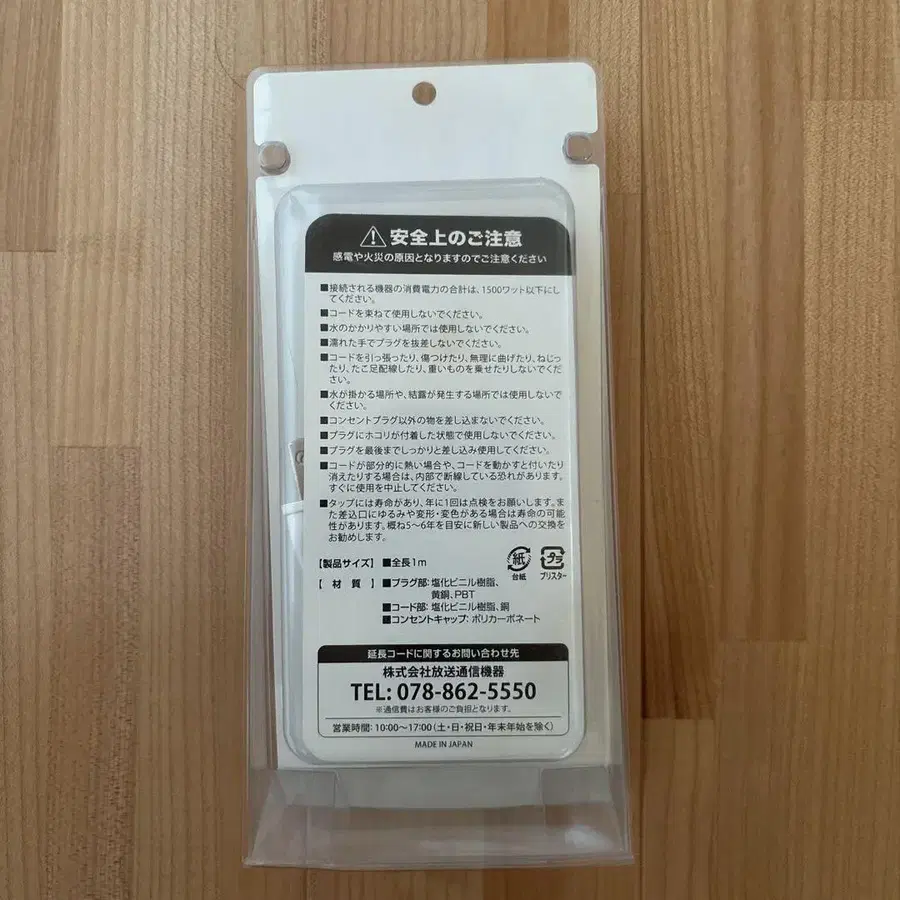 安全上のご注意
感電や火災の原因となりますのでご注意ください
■接続される機器の消費電力の合計は、1500ワット以下にし
てください。
■コードを束ねて使用しないでください。
■水のかかりやすい場所では使用しないでください。
■濡れた手でプラグを抜差しないでください。
■コードを引っ張ったり、傷つけたり、無理に曲げたり、ねじっ
たり、たこ足配線したり、重いものを乗せたりしないでくださ
い。
■水が掛かる場所や、結露が発生する場所では使用しないで
ください。
■コンセントプラグ以外の物を差し込まないでください。
■プラグにホコリが付着した状態で使用しないでください。
■プラグを最後までしっかりと差し込み使用してください。
■コードが部分的に熱い場合や、コードを動かすと付いたり
消えたりする場合は、内部で断線している恐れがあります。
すぐに使用を中止してください。
■タップには寿命があり、年に1回は点検をお願いします。ま
た差込口にゆるみや変形・変色がある場合は寿命の可能
性があります。概ね5〜6年を目安に新しい製品への交換を
お勧めします。
【製品サイズ】 ■全長1m
紙 プラ
台紙 ブリスター
【材質】 ■プラグ部:塩化ビニル樹脂、
黄銅、PBT
■コード部:塩化ビニル樹脂、銅
■コンセントキャップ:ポリカーボネート
延長コードに関するお問い合わせ先
株式会社放送通信機器
TEL: 078-862-5550
※通信費はお客様のご負担となります。
営業時間:10:00〜17:00(土・日・祝日・年末年始を除く)
MADE IN JAPAN